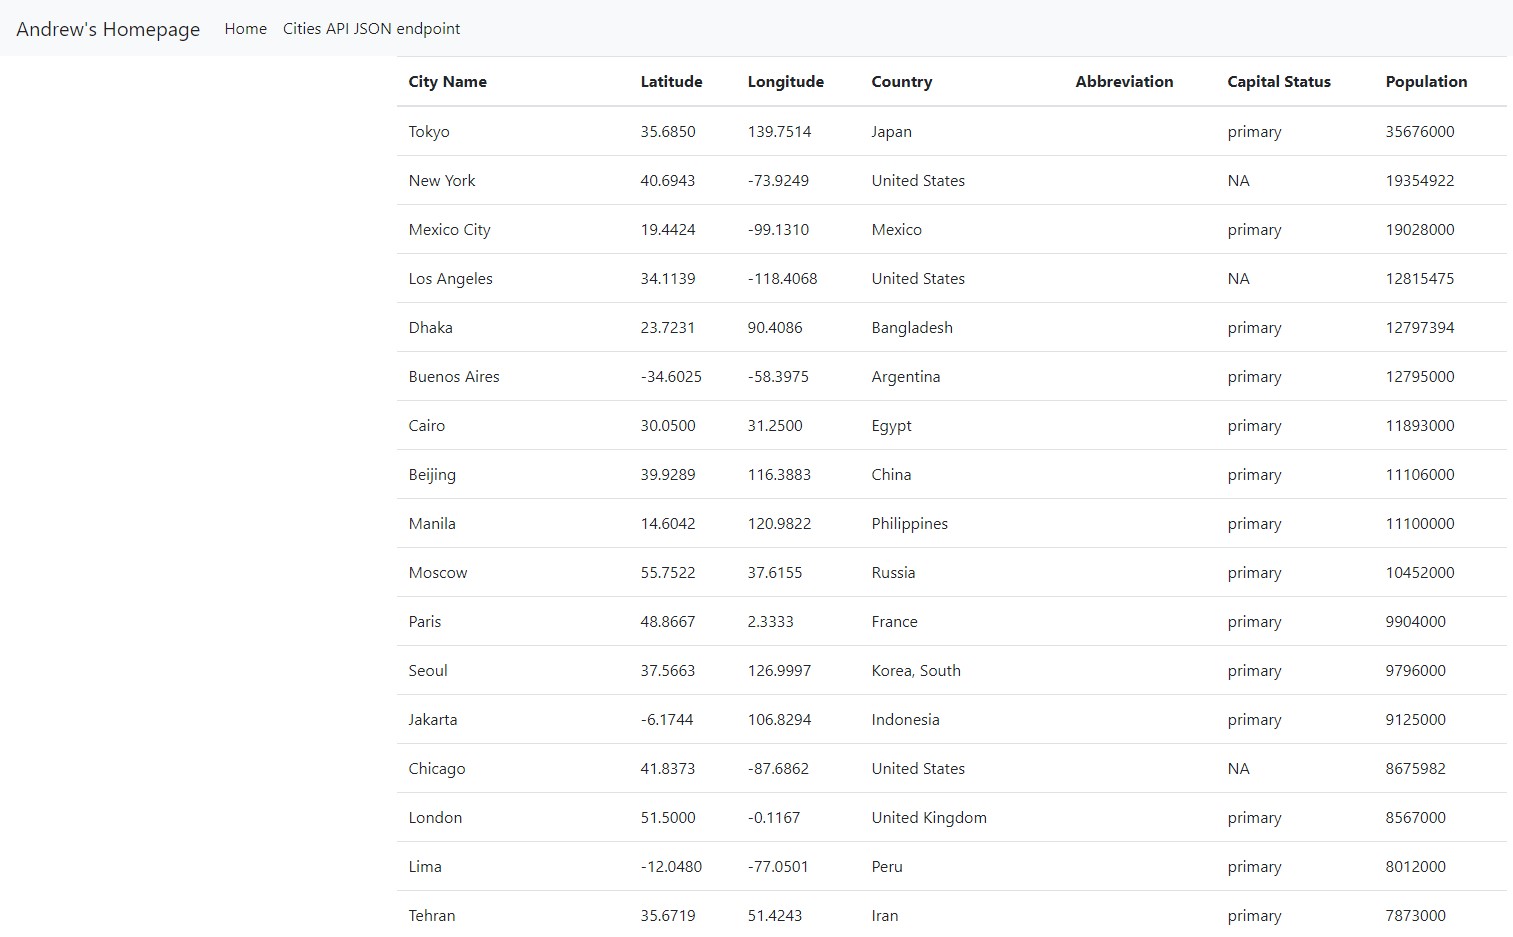 Andrew's Homepage Home Cities API JSON endpoint
City Name Latitude Longitude Country Abbreviation Capital Status Population
Tokyo 35.6850 139.7514 Japan primary 35676000
New York 40.6943 -73.9249 United States NA 19354922
Mexico City 19.4424 -99.1310 Mexico primary 19028000
Los Angeles 34.1139 -118.4068 United States NA 12815475
Dhaka 23.7231 90.4086 Bangladesh primary 12797394
Buenos Aires -34.6025 -58.3975 Argentina primary 12795000
Cairo 30.0500 31.2500 Egypt primary 11893000
Beijing 39.9289 116.3883 China primary 11106000
Manila 14.6042 120.9822 Philippines primary 11100000
Moscow 55.7522 37.6155 Russia primary 10452000
Paris 48.8667 2.3333 France primary 9904000
Seoul 37.5663 126.9997 Korea, South primary 9796000
Jakarta -6.1744 106.8294 Indonesia primary 9125000
Chicago 41.8373 -87.6862 United States NA 8675982
London 51.5000 -0.1167 United Kingdom primary 8567000
Lima -12.0480 -77.0501 Peru primary 8012000
Tehran 35.6719 51.4243 Iran primary 7873000